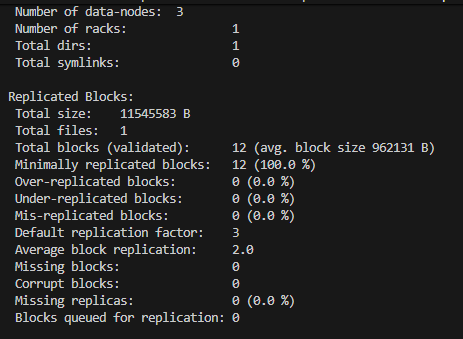 Number of data-nodes:  3
Number of racks:               1
Total dirs:                    1
Total symlinks:                0

Replicated Blocks:
Total size:    11545583 B
Total files:   1
Total blocks (validated):      12 (avg. block size 962131 B)
Minimally replicated blocks:   12 (100.0 %)
Over-replicated blocks:        0 (0.0 %)
Under-replicated blocks:       0 (0.0 %)
Mis-replicated blocks:         0 (0.0 %)
Default replication factor:    3
Average block replication:     2.0
Missing blocks:                0
Corrupt blocks:                0
Missing replicas:              0 (0.0 %)
Blocks queued for replication: 0